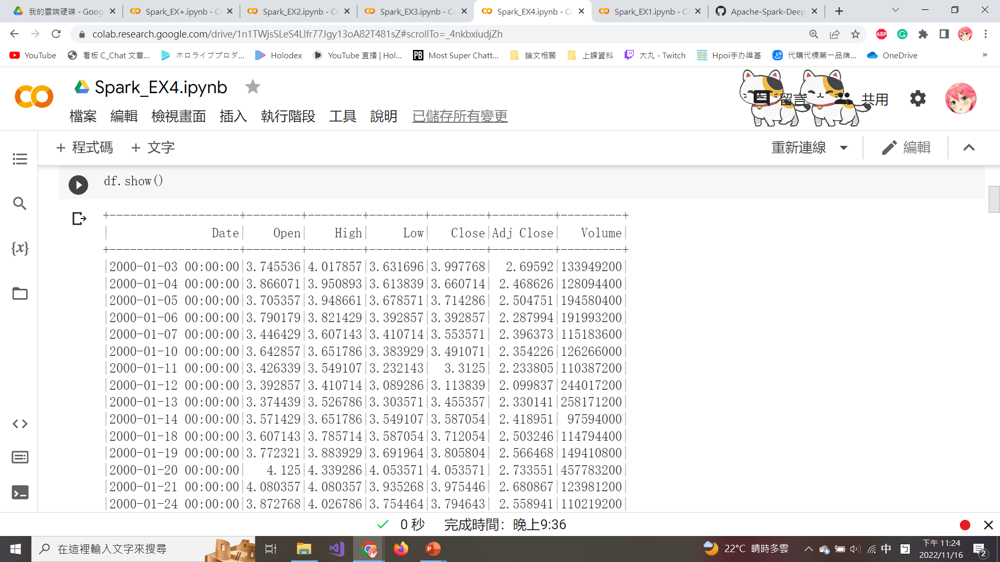 我的雲端硬碟 - Goog
Spark_EX+.ipynb - C
Spark_EX2.ipynb - C
Spark_EX3.ipynb - C
Spark_EX4.ipynb - C
Spark_EX1.ipynb - C
Apache-Spark-Deep
colab.research.google.com/drive/1n1TWjsSLeS4Llfr77Jgy13oA82T481sZ#scrollTo=_4nkbxiudjZh
ABP
YouTube
看板 C_Chat 文章...
ホロライブプロダ...
Holodex
YouTube 直播 | Hol...
PB
Most Super Chatt...
論文相關
上課資料
大丸 - Twitch
Hpoi手办维基
代購代標第一品牌...
OneDrive
»
Spark_EX4.ipynb
檔案 編輯 檢視畫面 插入 執行階段 工具 說明 已儲存所有變更
留言
共用
+ 程式碼 + 文字
重新連線
編輯
df.show()
{x}
+-------------------+--------+--------+--------+--------+---------+---------+
| Date| Open| High| Low| Close|Adj Close| Volume|
+-------------------+--------+--------+--------+--------+---------+---------+
|2000-01-03 00:00:00|3.745536|4.017857|3.631696|3.997768| 2.69592|133949200|
|2000-01-04 00:00:00|3.866071|3.950893|3.613839|3.660714| 2.468626|128094400|
|2000-01-05 00:00:00|3.705357|3.948661|3.678571|3.714286| 2.504751|194580400|
|2000-01-06 00:00:00|3.790179|3.821429|3.392857|3.392857| 2.287994|191993200|
|2000-01-07 00:00:00|3.446429|3.607143|3.410714|3.553571| 2.396373|115183600|
|2000-01-10 00:00:00|3.642857|3.651786|3.383929|3.491071| 2.354226|126266000|
|2000-01-11 00:00:00|3.426339|3.549107|3.232143| 3.3125| 2.233805|110387200|
|2000-01-12 00:00:00|3.392857|3.410714|3.089286|3.113839| 2.099837|244017200|
|2000-01-13 00:00:00|3.374439|3.526786|3.303571|3.455357| 2.330141|258171200|
|2000-01-14 00:00:00|3.571429|3.651786|3.549107|3.587054| 2.418951| 97594000|
|2000-01-18 00:00:00|3.607143|3.785714|3.587054|3.712054| 2.503246|114794400|
|2000-01-19 00:00:00|3.772321|3.883929|3.691964|3.805804| 2.566468|149410800|
|2000-01-20 00:00:00| 4.125|4.339286|4.053571|4.053571| 2.733551|457783200|
|2000-01-21 00:00:00|4.080357|4.080357|3.935268|3.975446| 2.680867|123981200|
|2000-01-24 00:00:00|3.872768|4.026786|3.754464|3.794643| 2.558941|110219200|
0 秒 完成時間：晚上9:36
在這裡輸入文字來搜尋
22°C 晴時多雲
中
下午 11:24
2022/11/16
2